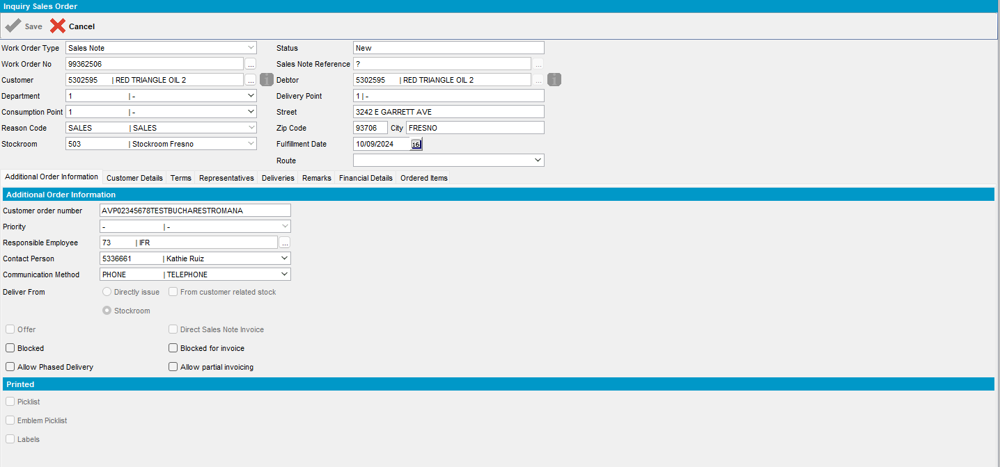 Inquiry Sales Order
Save Cancel
Work Order Type Sales Note Status New
Work Order No 99362506 ... Sales Note Reference ? ...
Customer 5302595 | RED TRIANGLE OIL 2 ... i Debtor 5302595 | RED TRIANGLE OIL 2 ... i
Department 1 | - Delivery Point 1 | -
Consumption Point 1 | - Street 3242 E GARRETT AVE
Reason Code SALES | SALES Zip Code 93706 City FRESNO
Stockroom 503 | Stockroom Fresno Fulfillment Date 10/09/2024 16
Route
Additional Order Information Customer Details Terms Representatives Deliveries Remarks Financial Details Ordered Items
Additional Order Information
Customer order number AVP02345678TESTBUCHARESTROMANA
Priority - | -
Responsible Employee 73 | IFR ...
Contact Person 5336661 | Kathie Ruiz
Communication Method PHONE | TELEPHONE
Deliver From Directly issue From customer related stock
Stockroom
Offer Direct Sales Note Invoice
Blocked Blocked for invoice
Allow Phased Delivery Allow partial invoicing
Printed
Picklist
Emblem Picklist
Labels